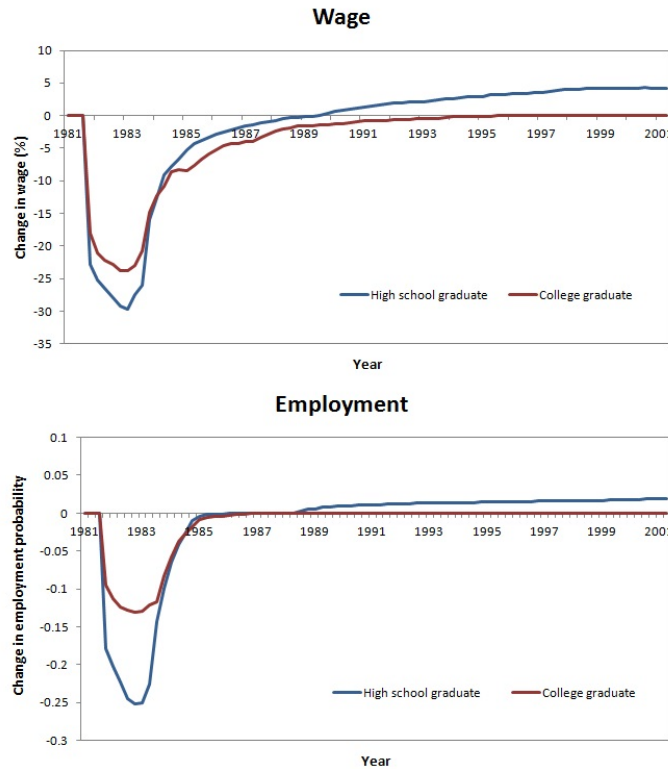 Wage
10
5
0
-5
-10
-15
-20
-25
-30
-35
1981 1983 1985 1987 1989 1991 1993 1995 1997 1999 2001
Change in wage (%)
High school graduate College graduate
Year
Employment
0.1
0.05
0
-0.05
-0.1
-0.15
-0.2
-0.25
-0.3
1981 1983 1985 1987 1989 1991 1993 1995 1997 1999 2001
Change in employment probability
High school graduate College graduate
Year